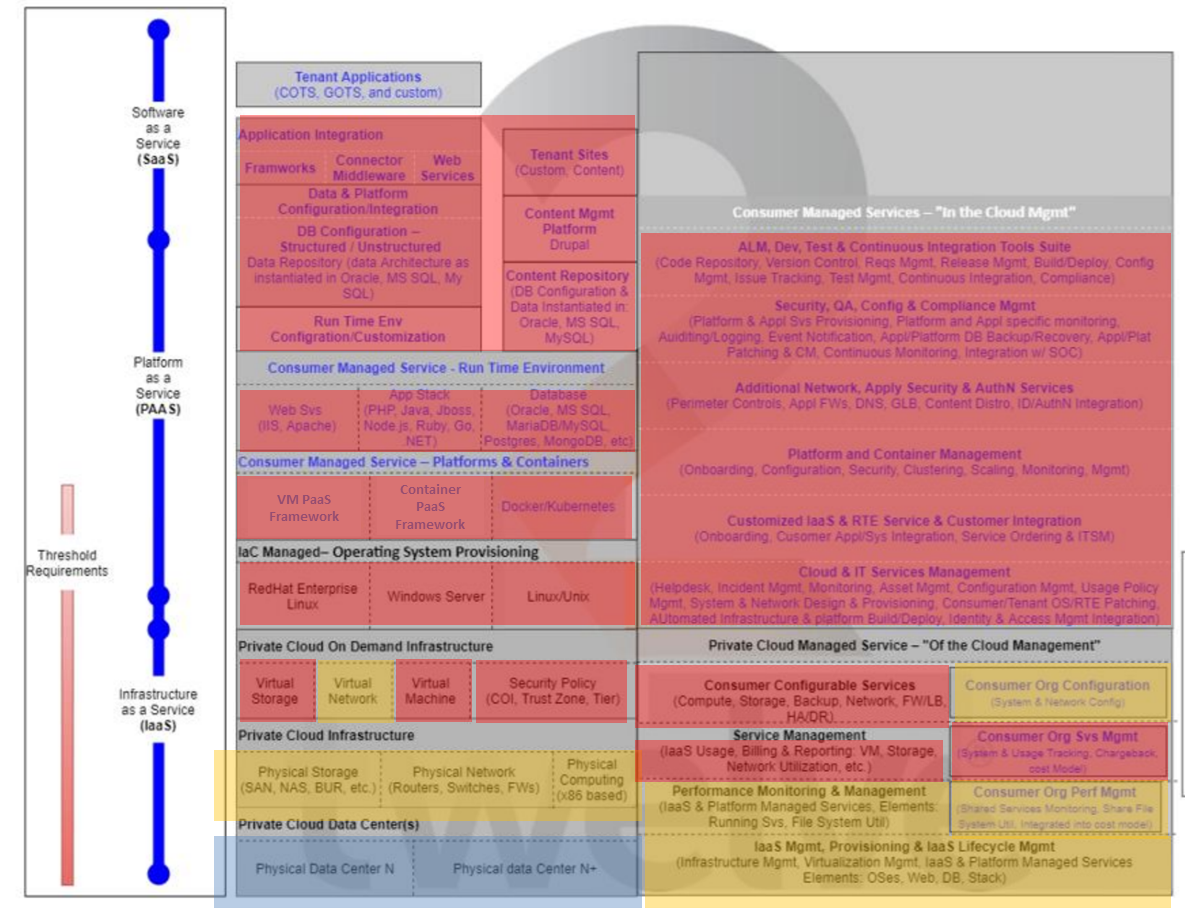 Software
as a
Service
(SaaS)
Platform
as a
Service
(PAAS)
Threshold
Requirements
Infrastructure
as a Service
(IaaS)
Tenant Applications
(COTS, GOTS, and custom)
Application Integration
Framworks
Connector
Middleware
Web
Services
Data & Platform
Configuration/Integration
DB Configuration –
Structured / Unstructured
Data Repository (data Architecture as
instantiated in Oracle, MS SQL, My
SQL)
Run Time Env
Configration/Customization
Tenant Sites
(Custom, Content)
Content Mgmt
Platform
Drupal
Content Repository
(DB Configuration &
Data Instantiated in:
Oracle, MS SQL,
MySQL)
Consumer Managed Service - Run Time Environment
Web Svs
(IIS, Apache)
App Stack
(PHP, Java, Jboss,
Node.js, Ruby, Go,
.NET)
Database
(Oracle, MS SQL,
MariaDB/MySQL,
Postgres, MongoDB, etc)
Consumer Managed Service – Platforms & Containers
VM PaaS
Framework
Container
PaaS
Framework
Docker/Kubernetes
IaC Managed– Operating System Provisioning
RedHat Enterprise
Linux
Windows Server
Linux/Unix
Private Cloud On Demand Infrastructure
Virtual
Storage
Virtual
Network
Virtual
Machine
Security Policy
(COI, Trust Zone, Tier)
Private Cloud Infrastructure
Physical Storage
(SAN, NAS, BUR, etc.)
Physical Network
(Routers, Switches, FWs)
Physical
Computing
(x86 based)
Private Cloud Data Center(s)
Physical Data Center N
Physical data Center N+
Consumer Managed Services – "In the Cloud Mgmt"
ALM, Dev, Test & Continuous Integration Tools Suite
(Code Repository, Version Control, Reqs Mgmt, Release Mgmt, Build/Deploy, Config
Mgmt, Issue Tracking, Test Mgmt, Continuous Integration, Compliance)
Security, QA, Config & Compliance Mgmt
(Platform & Appl Svs Provisioning, Platform and Appl specific monitoring,
Auiditing/Logging, Event Notification, Appl/Platform DB Backup/Recovery, Appl/Plat
Patching & CM, Continuous Monitoring, Integration w/ SOC)
Additional Network, Apply Security & AuthN Services
(Perimeter Controls, Appl FWs, DNS, GLB, Content Distro, ID/AuthN Integration)
Platform and Container Management
(Onboarding, Configuration, Security, Clustering, Scaling, Monitoring, Mgmt)
Customized IaaS & RTE Service & Customer Integration
(Onboarding, Cusomer Appl/Sys Integration, Service Ordering & ITSM)
Cloud & IT Services Management
(Helpdesk, Incident Mgmt, Monitoring, Asset Mgmt, Configuration Mgmt, Usage Policy
Mgmt, System & Network Design & Provisioning, Consumer/Tenant OS/RTE Patching,
AUtomated Infrastructure & platform Build/Deploy, Identity & Access Mgmt Integration)
Private Cloud Managed Service – "Of the Cloud Management"
Consumer Configurable Services
(Compute, Storage, Backup, Network, FW/LB,
HA/DR).
Consumer Org Configuration
(System & Network Config)
Service Management
(IaaS Usage, Billing & Reporting: VM, Storage,
Network Utilization, etc.)
Consumer Org Svs Mgmt
(System & Usage Tracking, Chargeback,
cost Model)
Performance Monitoring & Management
(IaaS & Platform Managed Services, Elements:
Running Svs, File System Util)
Consumer Org Perf Mgmt
(Shared Services Monitoring, Share File
System Util, Integrated into cost model)
IaaS Mgmt, Provisioning & IaaS Lifecycle Mgmt
(Infrastructure Mgmt, Virtualization Mgmt, IaaS & Platform Managed Services
Elements: OSes, Web, DB, Stack)